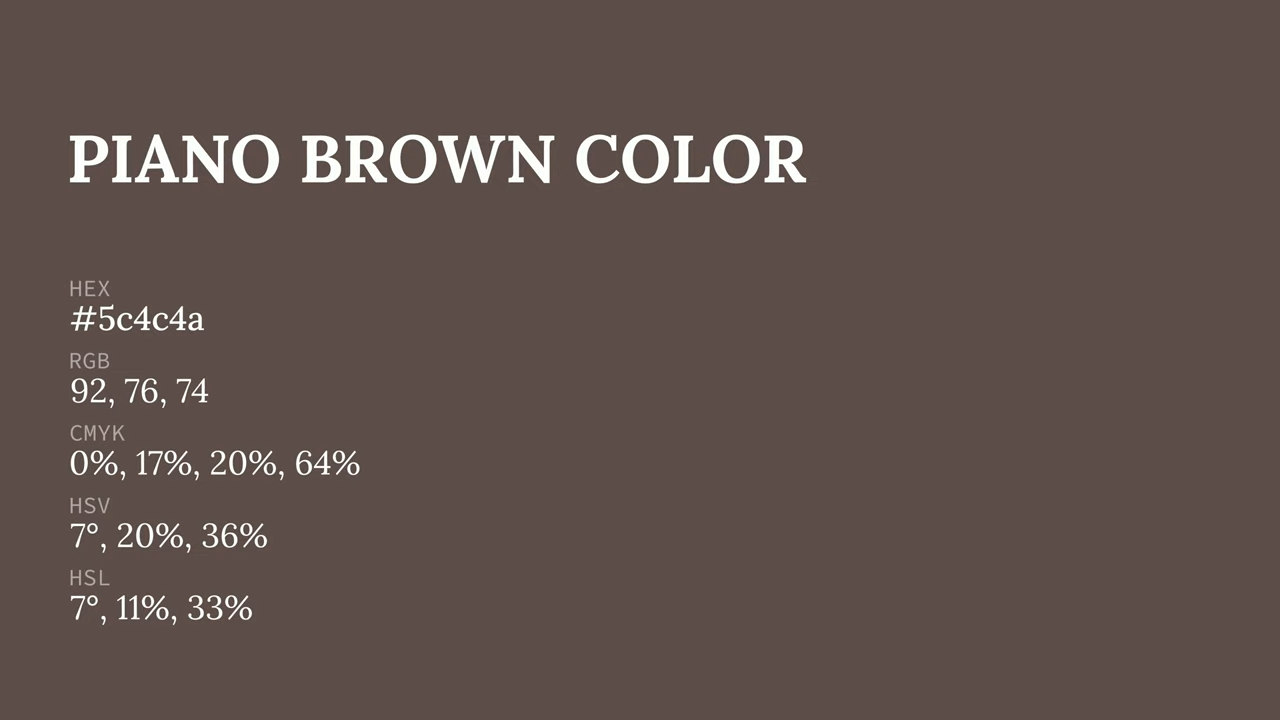 PIANO BROWN COLOR
HEX
#5c4c4a
RGB
92, 76, 74
CMYK
0%, 17%, 20%, 64%
HSV
7°, 20%, 36%
HSL
7°, 11%, 33%